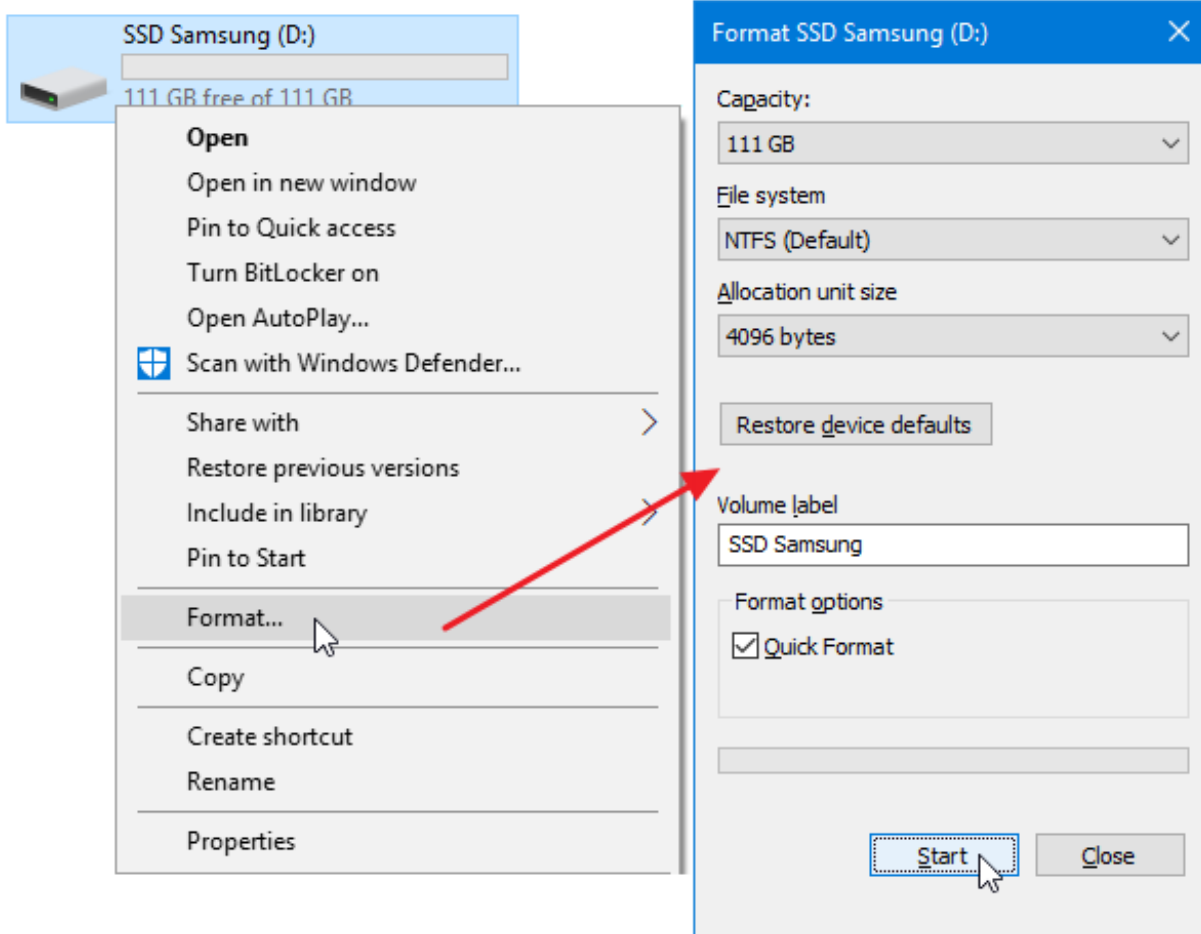 SSD Samsung (D:)
111 GB free of 111 GB
Open
Open in new window
Pin to Quick access
Turn BitLocker on
Open AutoPlay...
Scan with Windows Defender...
Share with
Restore previous versions
Include in library
Pin to Start
Format...
Copy
Create shortcut
Rename
Properties
Format SSD Samsung (D:)
Capacity:
111 GB
File system
NTFS (Default)
Allocation unit size
4096 bytes
Restore device defaults
Volume label
SSD Samsung
Format options
Quick Format
Start
Close